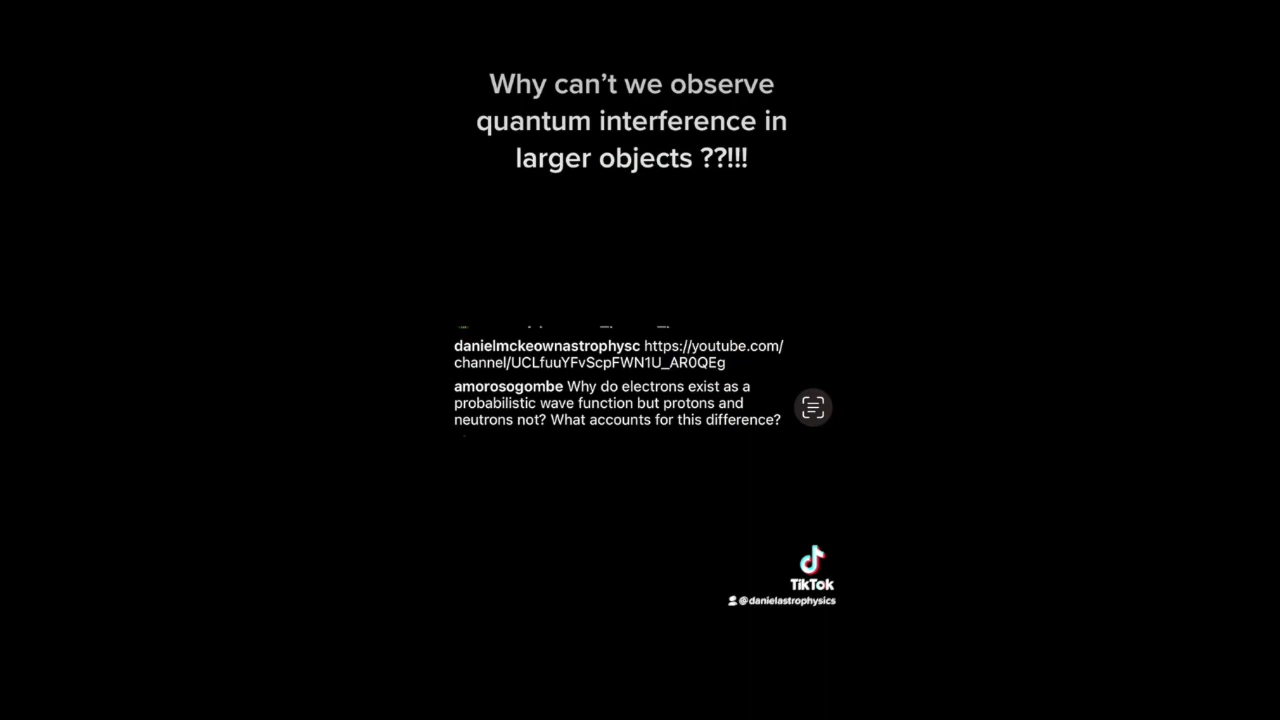 Why can't we observe
quantum interference in
larger objects ??!!!
danielmckeownastrophysc https://youtube.com/
channel/UCLfuuYFvScpFWN1U_AR0QEg
amorosogombe Why do electrons exist as a
probabilistic wave function but protons and
neutrons not? What accounts for this difference?
TikTok
@danielastrophysics